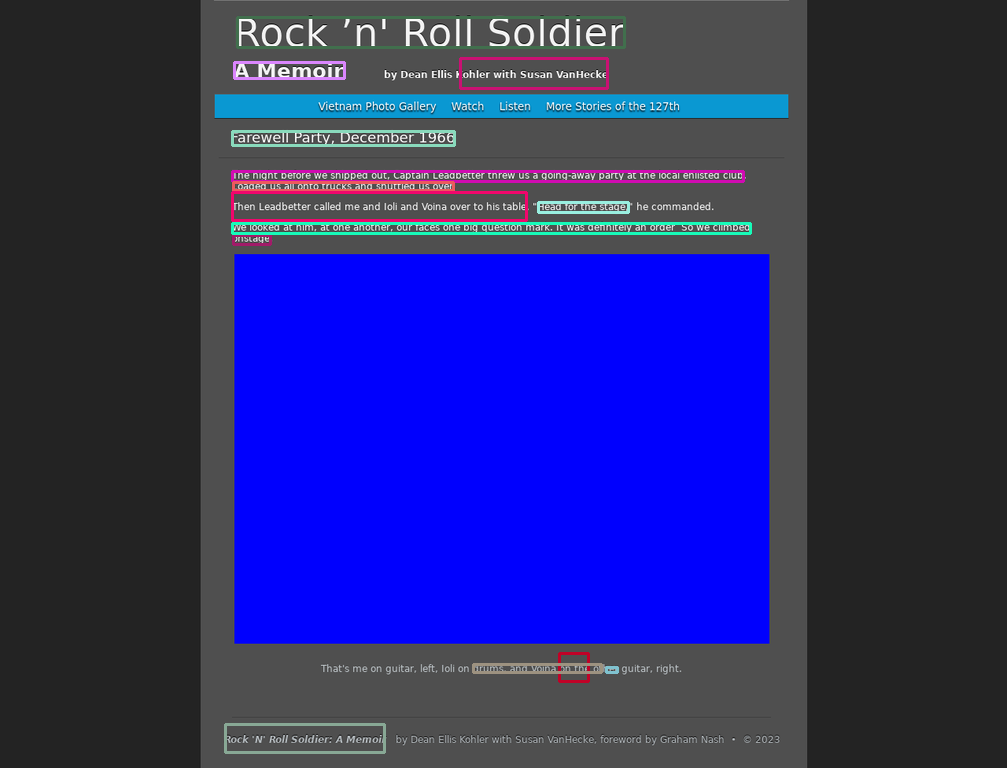 Rock ’n' Roll Soldier
A Memoir
by Dean Ellis Kohler with Susan VanHecke
Vietnam Photo Gallery Watch Listen More Stories of the 127th
Farewell Party, December 1966
The night before we shipped out, Captain Leadbetter threw us a going-away party at the local enlisted club.
Loaded us all onto trucks and shuttled us over
Then Leadbetter called me and Ioli and Voina over to his table. "Head for the stage," he commanded.
We looked at him, at one another, our faces one big question mark. It was definitely an order. So we climbed
onstage
That's me on guitar, left, Ioli on drums, and Voina on the guitar, right.
Rock 'N' Roll Soldier: A Memoir by Dean Ellis Kohler with Susan VanHecke, foreword by Graham Nash • © 2023